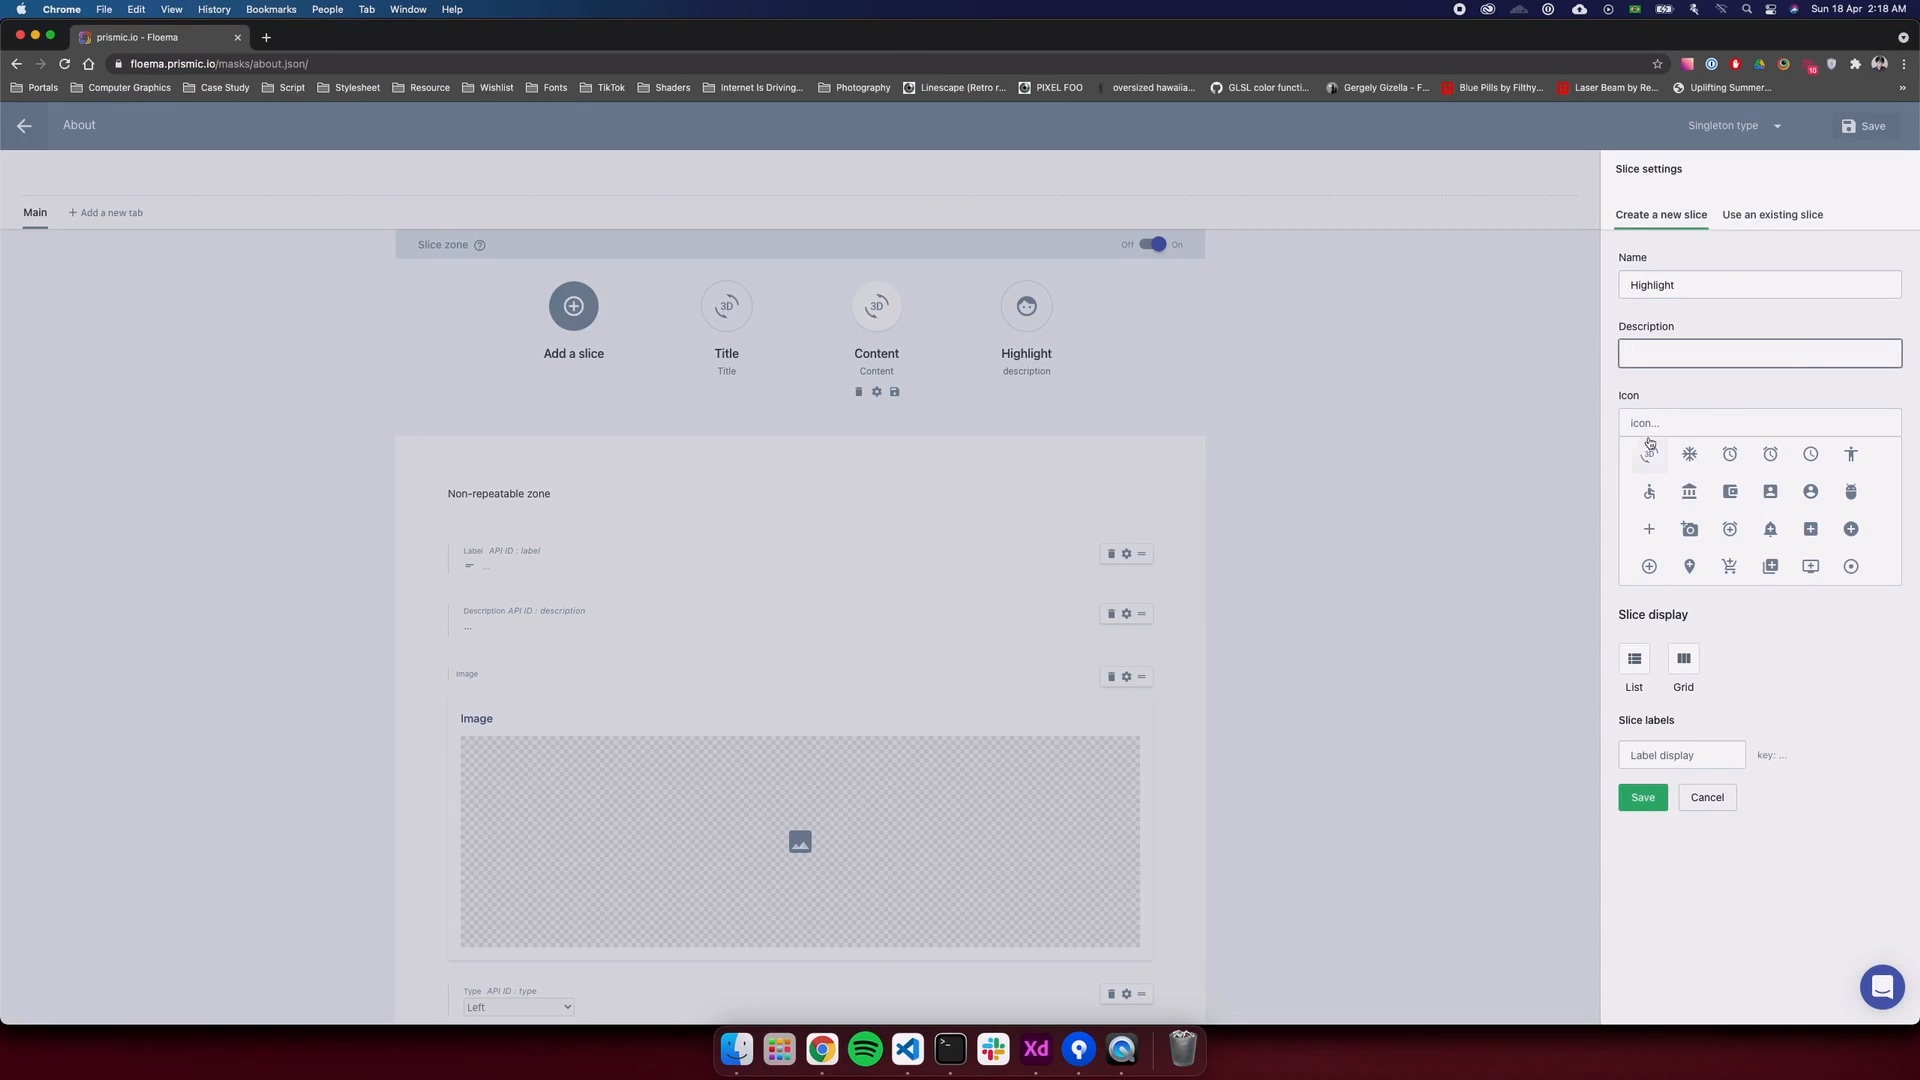 Chrome File Edit View History Bookmarks People Tab Window Help
Sun 18 Apr 2:18 AM
prismic.io - Floema
floema.prismic.io/masks/about.json/
10
Portals Computer Graphics Case Study Script Stylesheet Resource Wishlist Fonts TikTok Shaders Internet Is Driving... Photography Linescape (Retro r... PIXEL FOO oversized hawaiia... GLSL color functi... Gergely Gizella - F... Blue Pills by Filthy... Laser Beam by Re... Uplifting Summer... »
About
Singleton type
Save
Slice settings
Main + Add a new tab
Create a new slice Use an existing slice
Slice zone ?
Off On
Name
Highlight
3D 3D
Description
Add a slice Title Content Highlight
Title Content description
Icon
icon...
3D
Non-repeatable zone
Label API ID : label
...
Description API ID : description
...
Slice display
List Grid
Image
Image
Slice labels
Label display key: ...
Save Cancel
Type API ID : type
Left
Xd